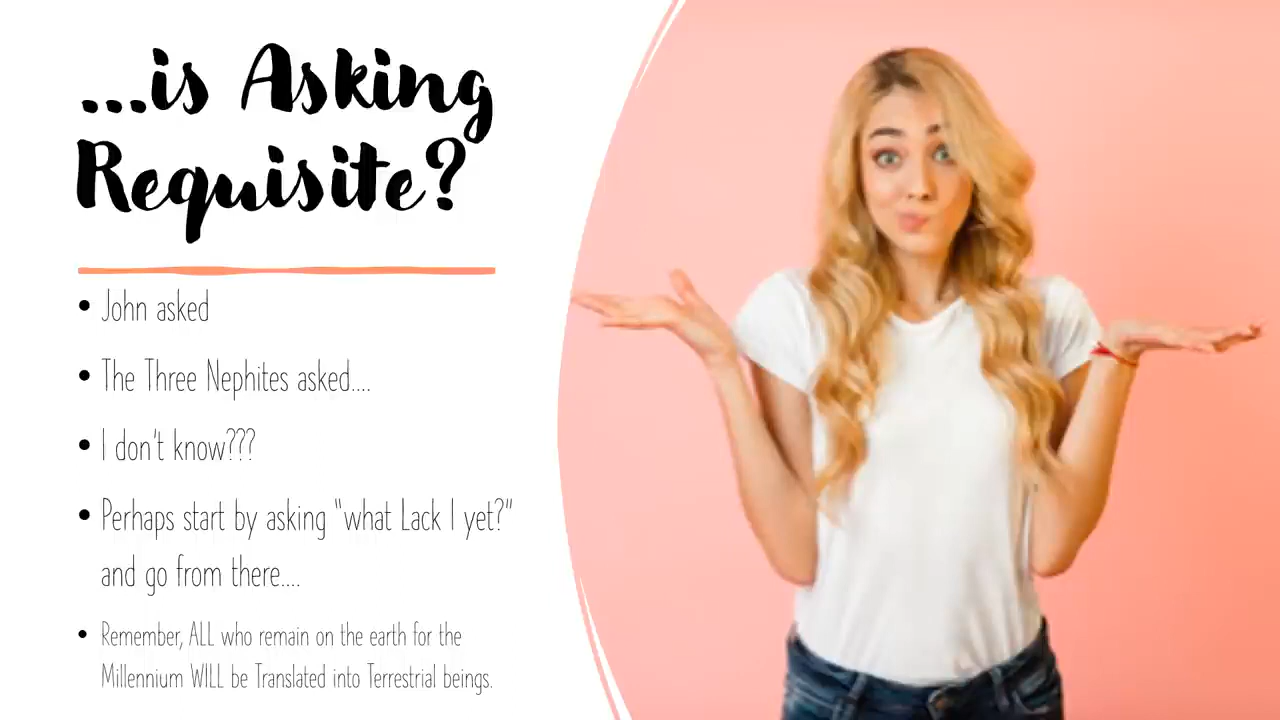 ...is Asking
Requisite?
• John asked
• The Three Nephites asked....
• I don't know???
• Perhaps start by asking "what Lack I yet?"
and go from there....
• Remember, ALL who remain on the earth for the
Millennium WILL be Translated into Terrestrial beings.